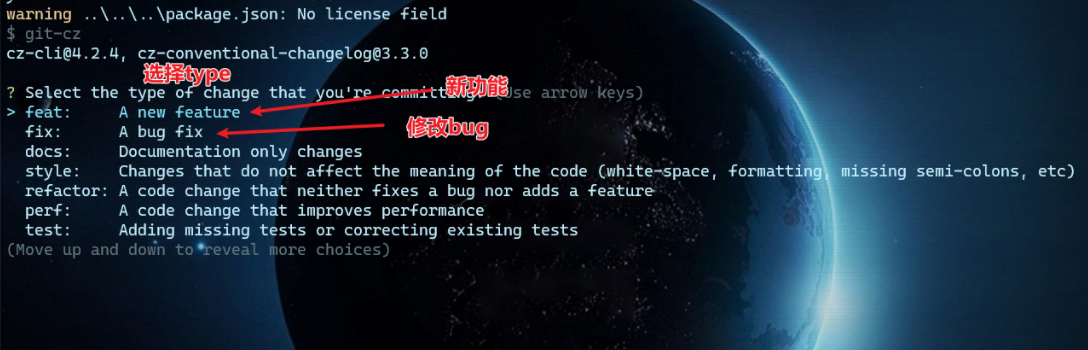 warning ..\..\..\package.json: No license field
$ git-cz
cz-cli@4.2.4, cz-conventional-changelog@3.3.0
选择type
新功能
? Select the type of change that you're committing: (Use arrow keys)
> feat:     A new feature
修改bug
fix:      A bug fix
docs:     Documentation only changes
style:    Changes that do not affect the meaning of the code (white-space, formatting, missing semi-colons, etc)
refactor: A code change that neither fixes a bug nor adds a feature
perf:     A code change that improves performance
test:     Adding missing tests or correcting existing tests
(Move up and down to reveal more choices)